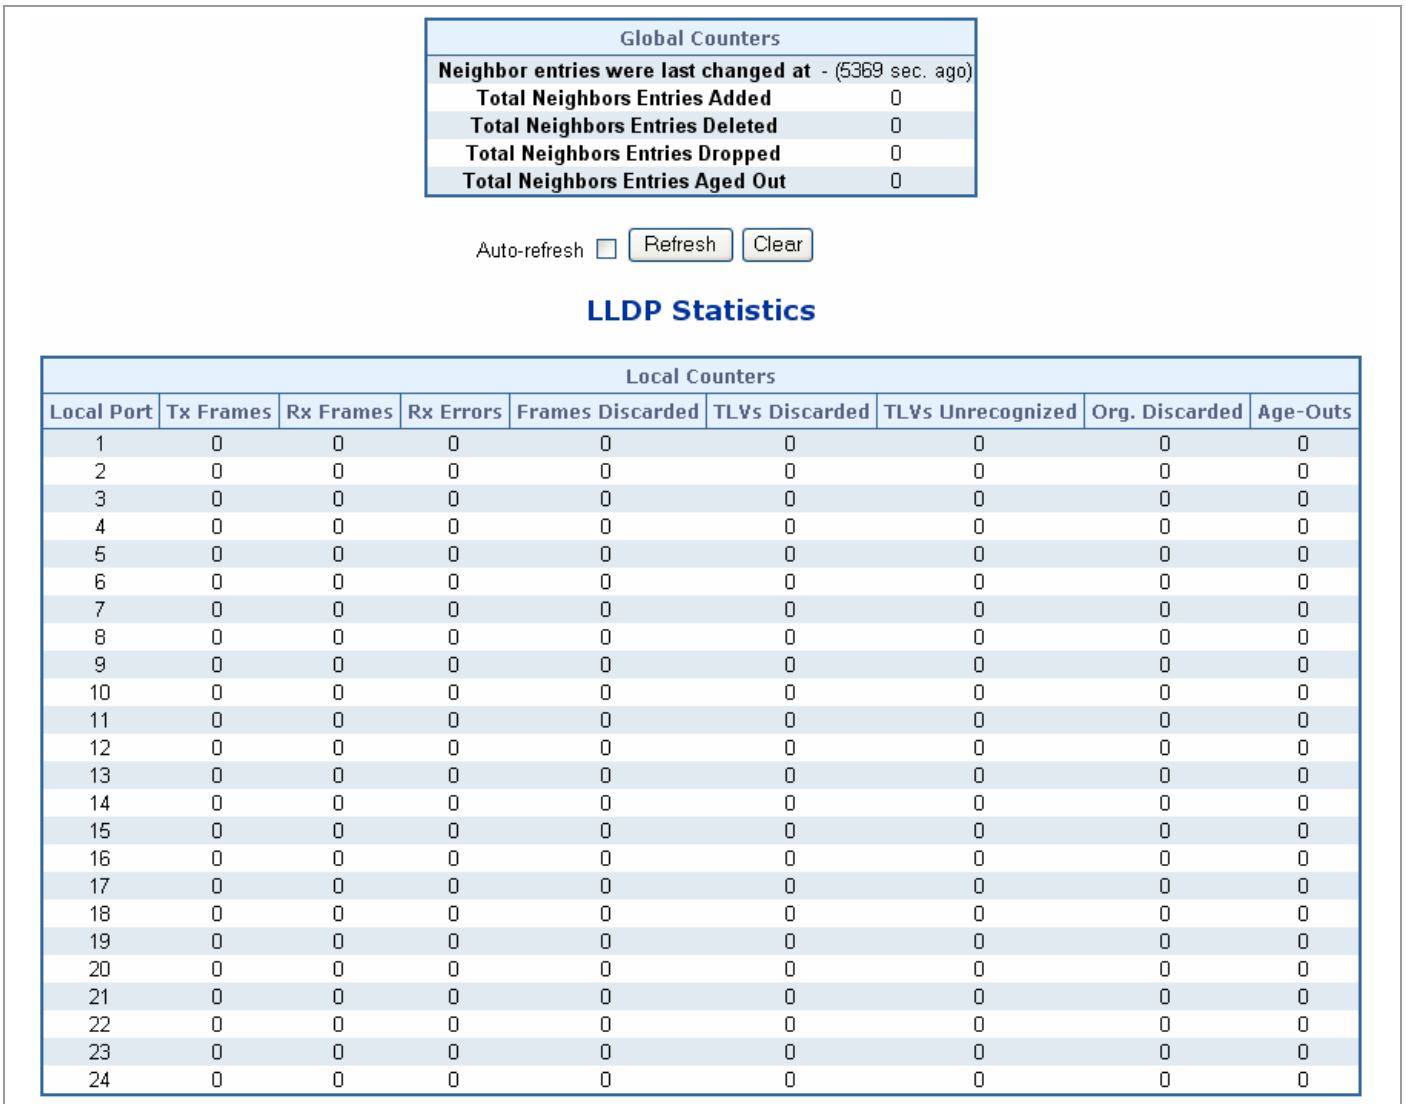 Global Counters
Neighbor entries were last changed at - (5369 sec. ago)
Total Neighbors Entries Added 0
Total Neighbors Entries Deleted 0
Total Neighbors Entries Dropped 0
Total Neighbors Entries Aged Out 0
Auto-refresh Refresh Clear
LLDP Statistics
Local Counters
Local Port Tx Frames Rx Frames Rx Errors Frames Discarded TLVs Discarded TLVs Unrecognized Org. Discarded Age-Outs
1 0 0 0 0 0 0 0 0
2 0 0 0 0 0 0 0 0
3 0 0 0 0 0 0 0 0
4 0 0 0 0 0 0 0 0
5 0 0 0 0 0 0 0 0
6 0 0 0 0 0 0 0 0
7 0 0 0 0 0 0 0 0
8 0 0 0 0 0 0 0 0
9 0 0 0 0 0 0 0 0
10 0 0 0 0 0 0 0 0
11 0 0 0 0 0 0 0 0
12 0 0 0 0 0 0 0 0
13 0 0 0 0 0 0 0 0
14 0 0 0 0 0 0 0 0
15 0 0 0 0 0 0 0 0
16 0 0 0 0 0 0 0 0
17 0 0 0 0 0 0 0 0
18 0 0 0 0 0 0 0 0
19 0 0 0 0 0 0 0 0
20 0 0 0 0 0 0 0 0
21 0 0 0 0 0 0 0 0
22 0 0 0 0 0 0 0 0
23 0 0 0 0 0 0 0 0
24 0 0 0 0 0 0 0 0